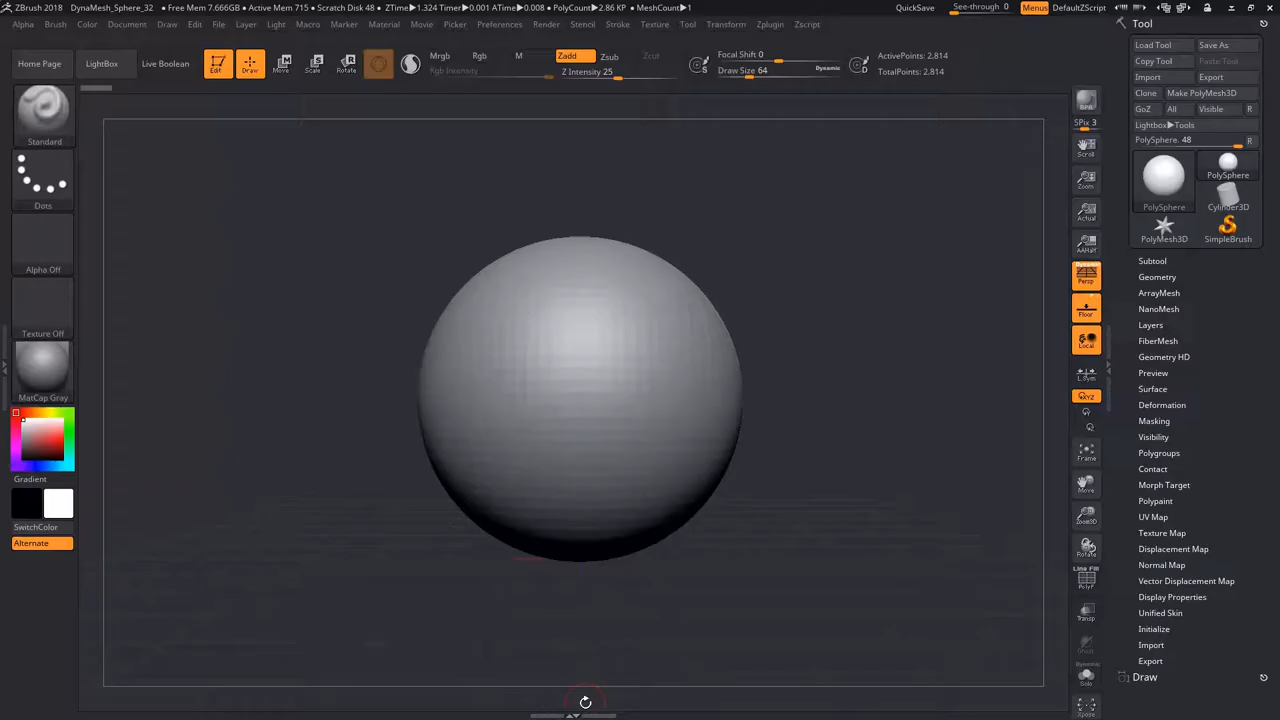 ZBrush 2018 DynaMesh_Sphere_32 • Free Mem 7.666GB • Active Mem 715 • Scratch Disk 48 • ZTime▶1.324 Timer▶0.001 ATime▶0.008 • PolyCount▶2.86 KP • MeshCount▶1
QuickSave See-through 0 Menus DefaultZScript
Alpha Brush Color Document Draw Edit File Layer Light Macro Marker Material Movie Picker Preferences Render Stencil Stroke Texture Tool Transform Zplugin Zscript
Home Page LightBox Live Boolean
Edit Draw Move Scale Rotate
Mrgb Rgb M Zadd Zsub Zcut
Rgb Intensity Z Intensity 25
Focal Shift 0
Draw Size 64 Dynamic
S
D
ActivePoints: 2,814
TotalPoints: 2,814
Standard
Dots
Alpha Off
Texture Off
MatCap Gray
Gradient
SwitchColor
Alternate
BPR
SPix 3
Scroll
Zoom
Actual
AAHalf
Dynamic
Persp
Floor
Local
L.Sym
XYZ
Frame
Move
Zoom3D
Rotate
Line Fill
PolyF
Transp
Ghost
Dynamic
Solo
Xpose
Tool
Load Tool Save As
Copy Tool Paste Tool
Import Export
Clone Make PolyMesh3D
GoZ All Visible R
Lightbox▶Tools
PolySphere. 48 R
PolySphere
PolySphere
Cylinder3D
PolyMesh3D
SimpleBrush
Subtool
Geometry
ArrayMesh
NanoMesh
Layers
FiberMesh
Geometry HD
Preview
Surface
Deformation
Masking
Visibility
Polygroups
Contact
Morph Target
Polypaint
UV Map
Texture Map
Displacement Map
Normal Map
Vector Displacement Map
Display Properties
Unified Skin
Initialize
Import
Export
Draw